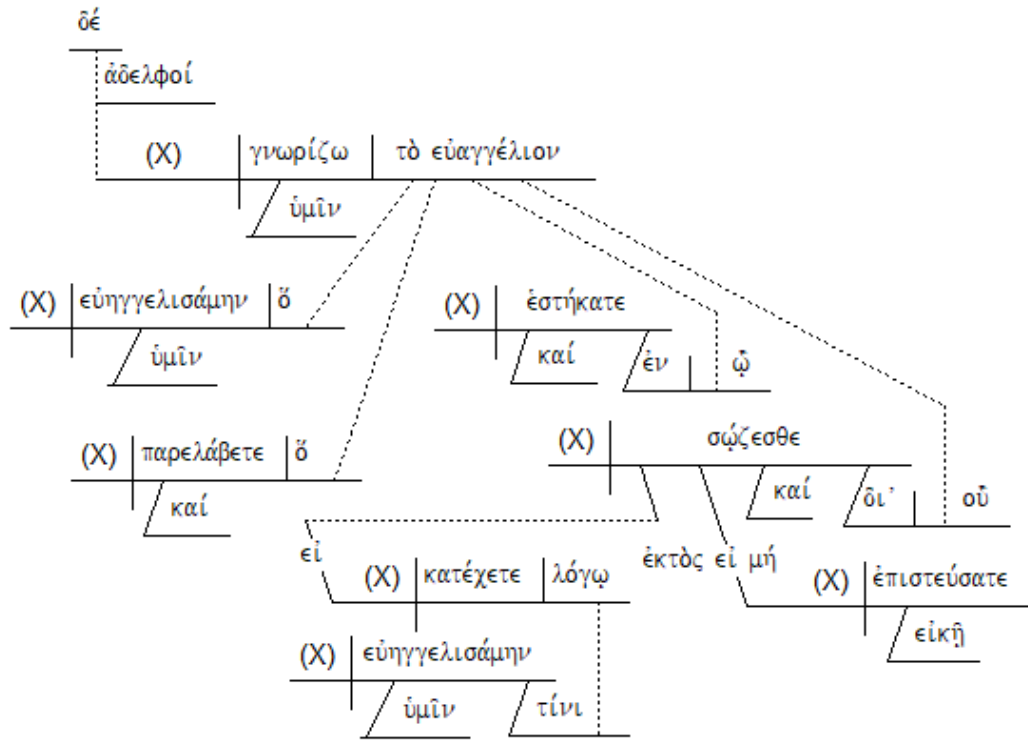 δέ
ἀδελφοί
(X) γνωρίζω τὸ εὐαγγέλιον
ὑμῖν
(X) εὐηγγελισάμην ὅ
(X) ἑστήκατε
ὑμῖν
καί ἐν ᾧ
(X) παρελάβετε ὅ
(X) σῴζεσθε
καί
καί δι' οὗ
εἰ
ἐκτὸς εἰ μή
(X) κατέχετε λόγῳ
(X) ἐπιστεύσατε
εἰκῇ
(X) εὐηγγελισάμην
ὑμῖν τίνι